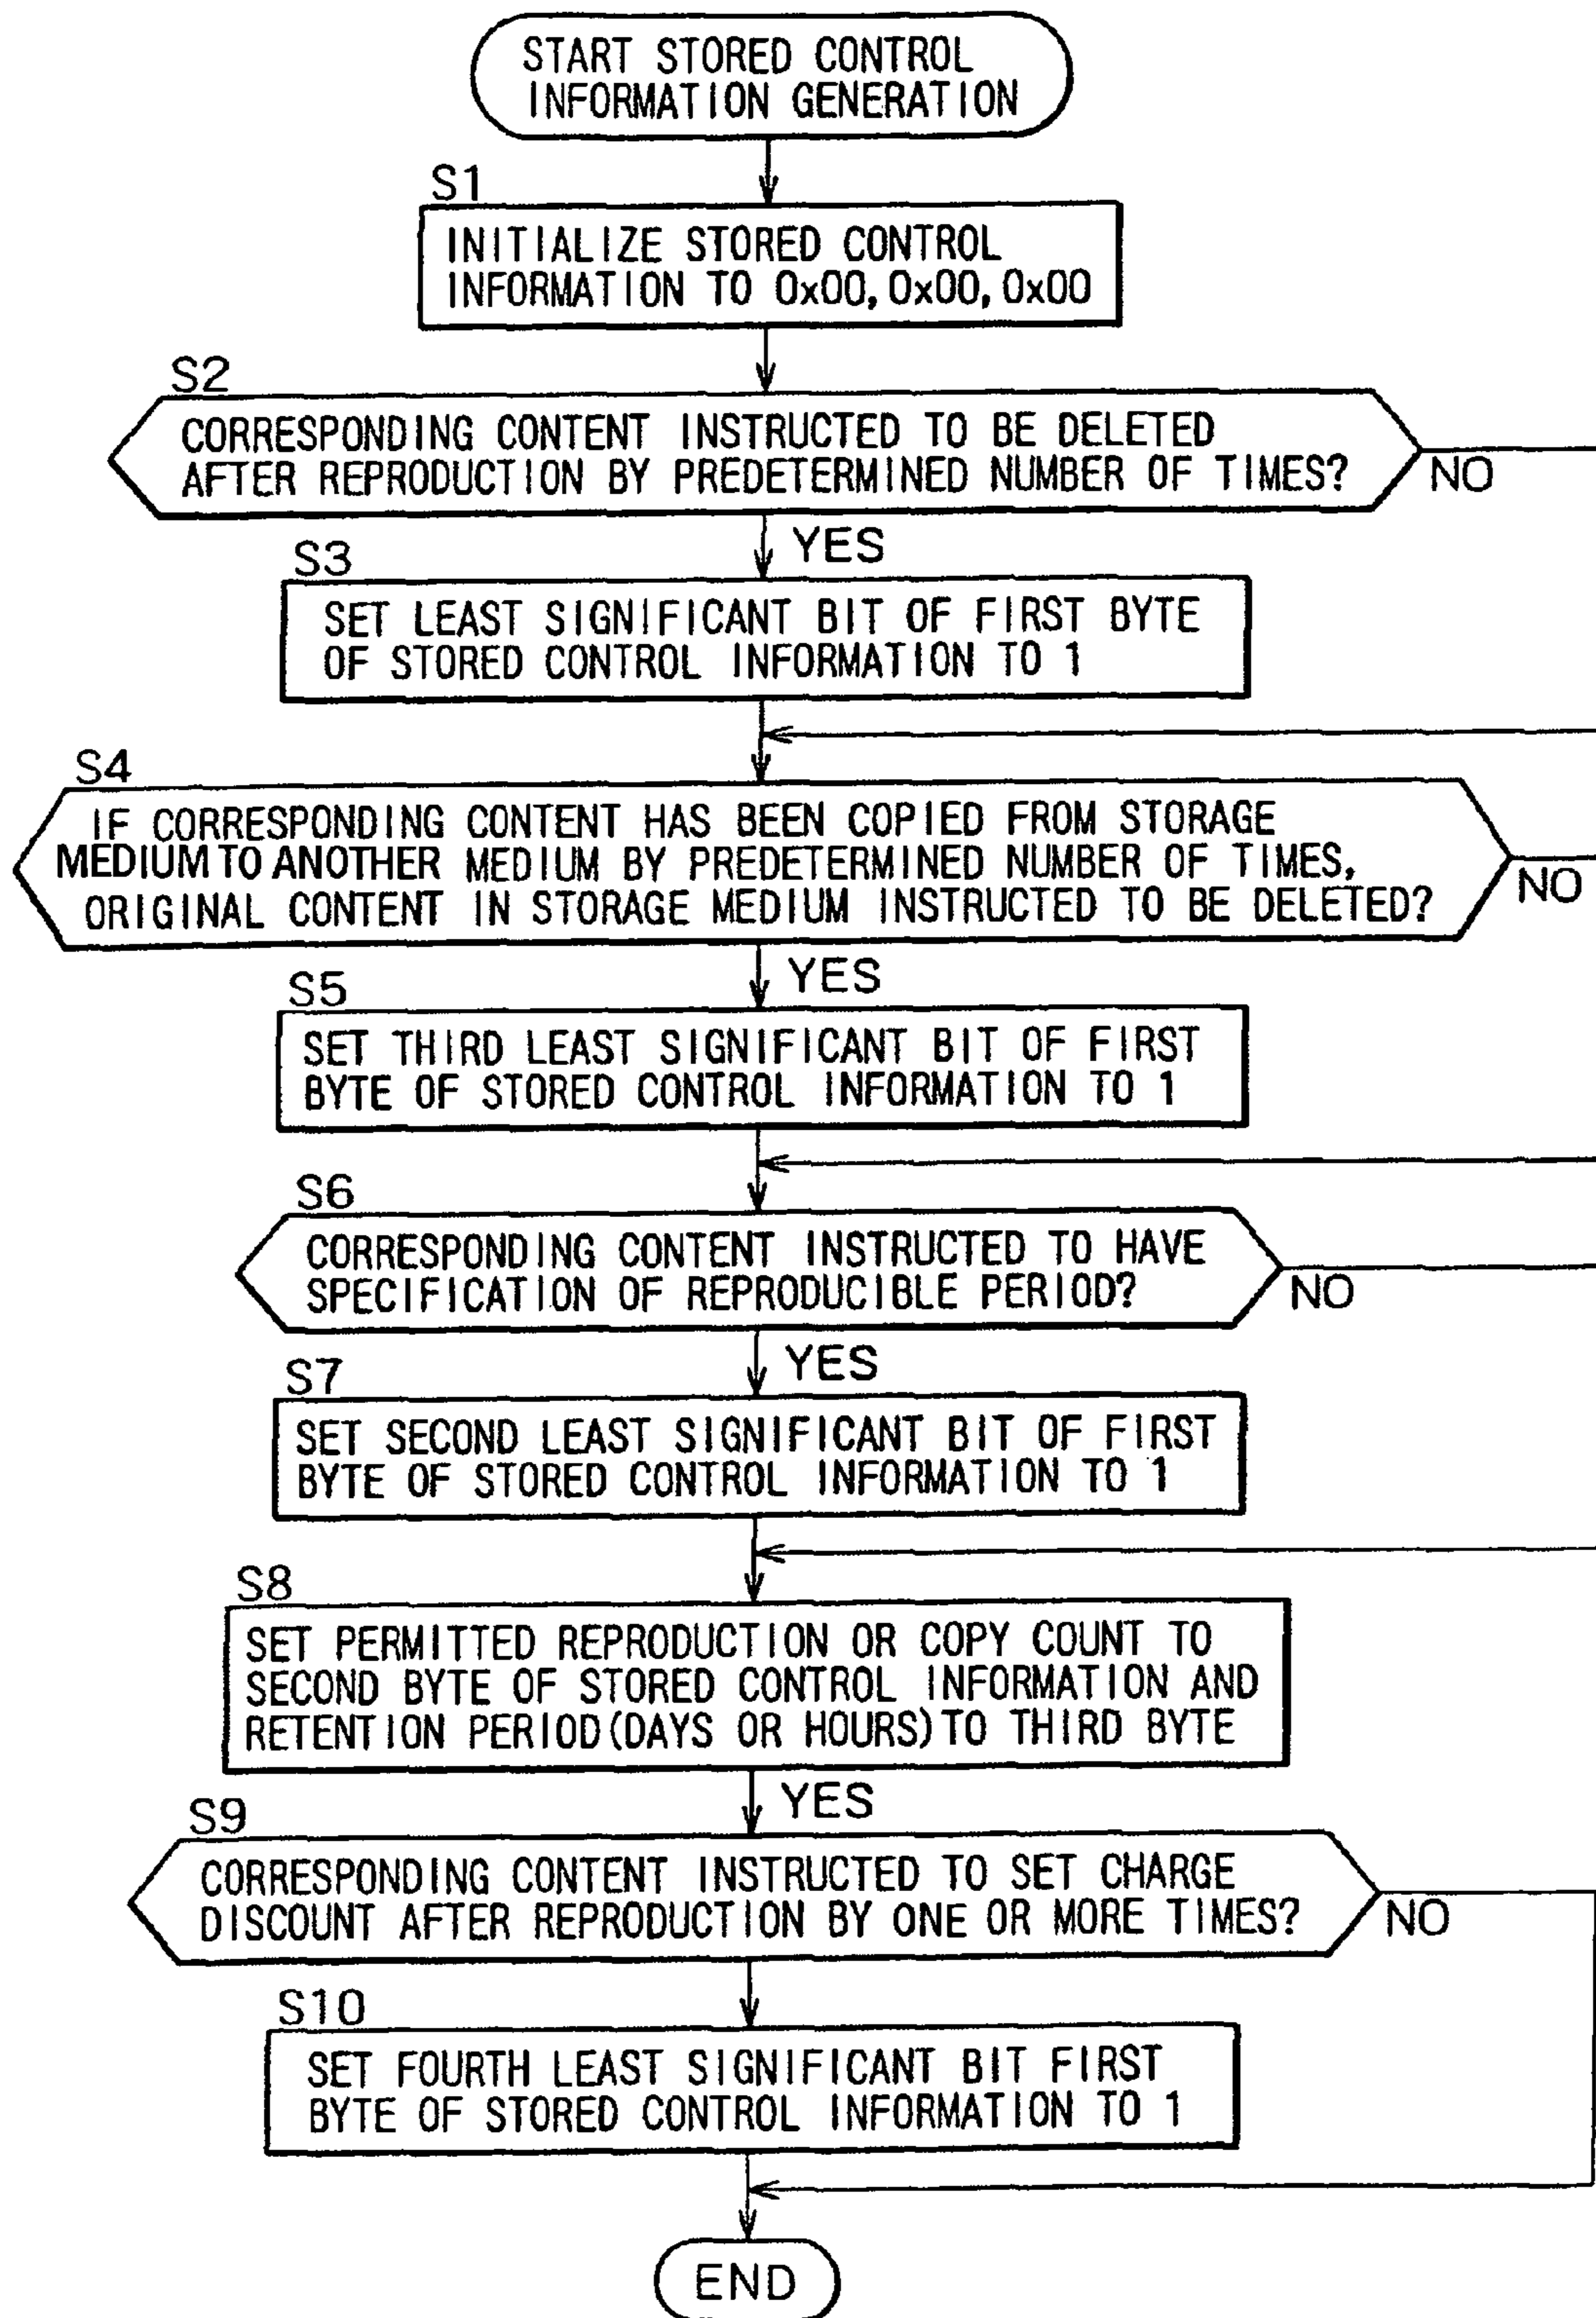 START STORED CONTROL
INFORMATION GENERATION
S1
INITIALIZE STORED CONTROL
INFORMATION TO 0x00, 0x00, 0x00
S2
CORRESPONDING CONTENT INSTRUCTED TO BE DELETED
AFTER REPRODUCTION BY PREDETERMINED NUMBER OF TIMES?
NO
YES
S3
SET LEAST SIGNIFICANT BIT OF FIRST BYTE
OF STORED CONTROL INFORMATION TO 1
S4
IF CORRESPONDING CONTENT HAS BEEN COPIED FROM STORAGE
MEDIUM TO ANOTHER MEDIUM BY PREDETERMINED NUMBER OF TIMES,
ORIGINAL CONTENT IN STORAGE MEDIUM INSTRUCTED TO BE DELETED?
NO
YES
S5
SET THIRD LEAST SIGNIFICANT BIT OF FIRST
BYTE OF STORED CONTROL INFORMATION TO 1
S6
CORRESPONDING CONTENT INSTRUCTED TO HAVE
SPECIFICATION OF REPRODUCIBLE PERIOD?
NO
YES
S7
SET SECOND LEAST SIGNIFICANT BIT OF FIRST
BYTE OF STORED CONTROL INFORMATION TO 1
S8
SET PERMITTED REPRODUCTION OR COPY COUNT TO
SECOND BYTE OF STORED CONTROL INFORMATION AND
RETENTION PERIOD(DAYS OR HOURS)TO THIRD BYTE
YES
S9
CORRESPONDING CONTENT INSTRUCTED TO SET CHARGE
DISCOUNT AFTER REPRODUCTION BY ONE OR MORE TIMES?
NO
S10
SET FOURTH LEAST SIGNIFICANT BIT FIRST
BYTE OF STORED CONTROL INFORMATION TO 1
END